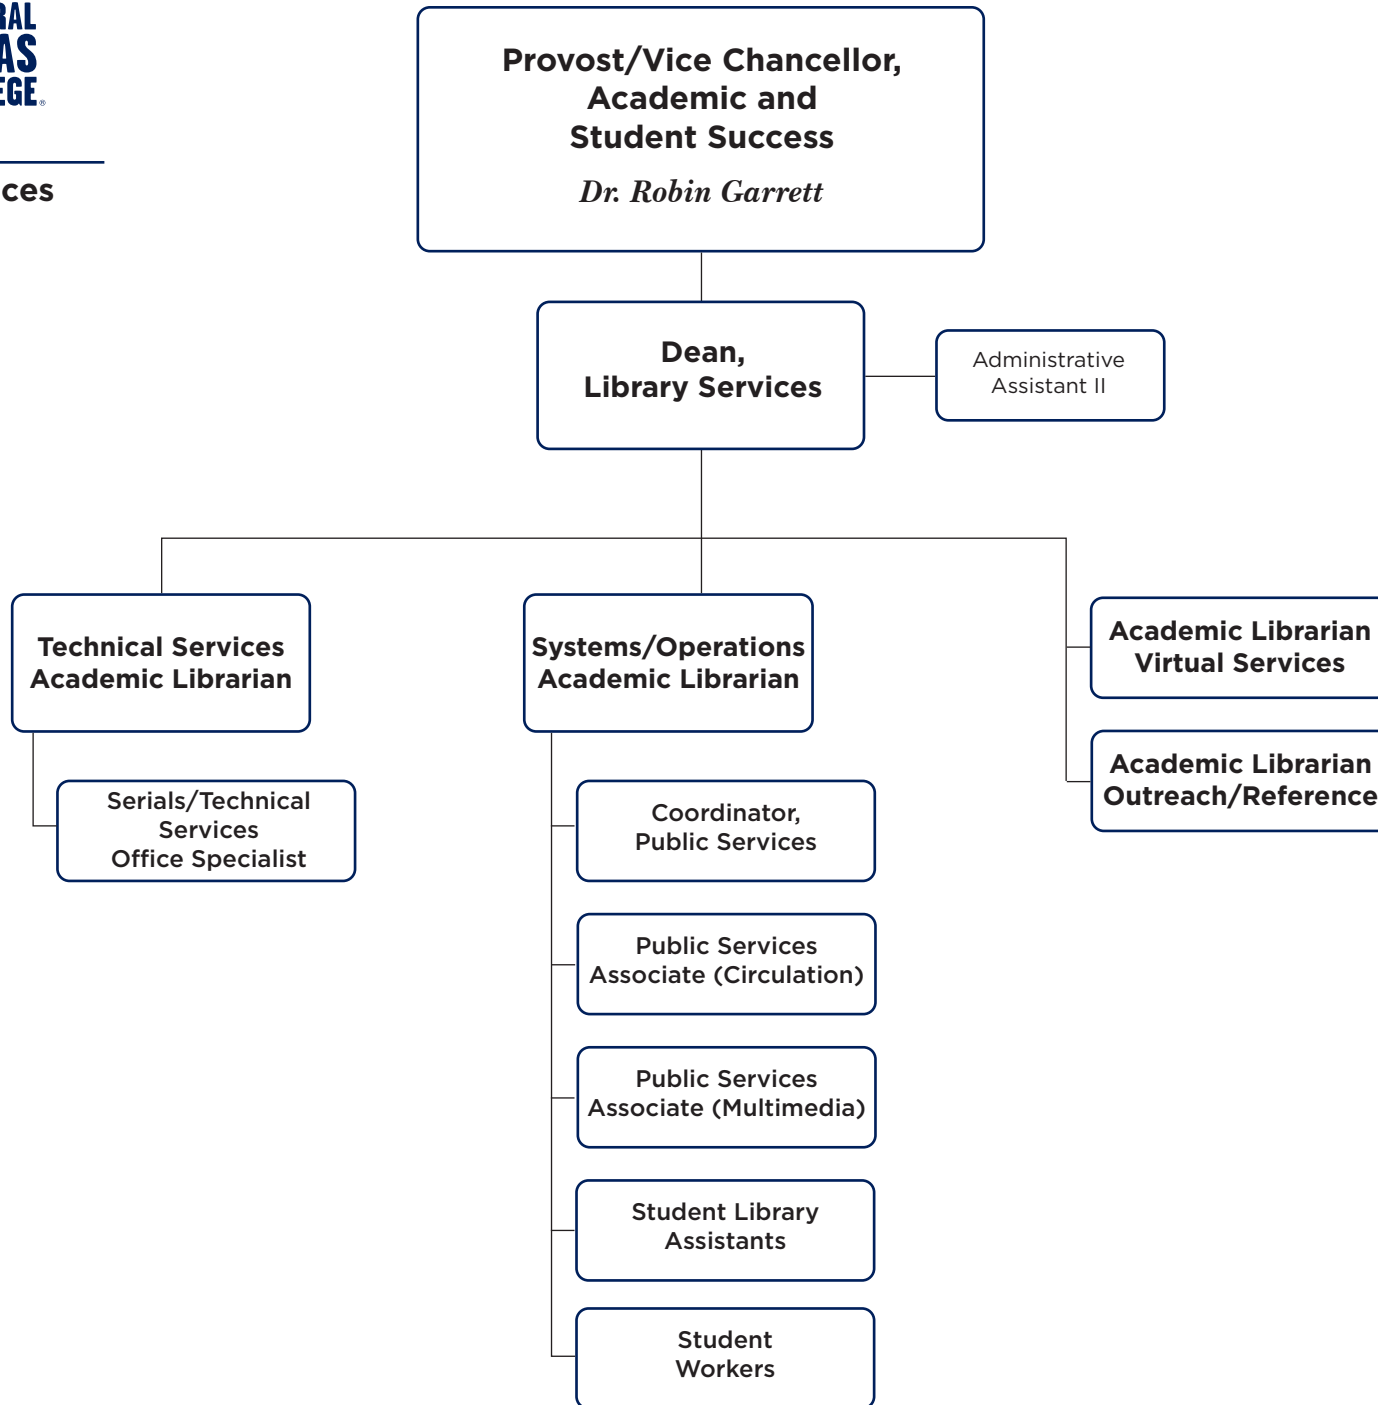 AS
Provost/Vice Chancellor,
Academic and
Student Success
Dr. Robin Garrett
ces
Dean,
Library Services
Administrative
Assistant II
Technical Services
Academic Librarian
Systems/Operations
Academic Librarian
Academic Librarian
Virtual Services
Academic Librarian
Outreach/Reference
Serials/Technical
Services
Office Specialist
Coordinator,
Public Services
Public Services
Associate (Circulation)
Public Services
Associate (Multimedia)
Student Library
Assistants
Student
Workers